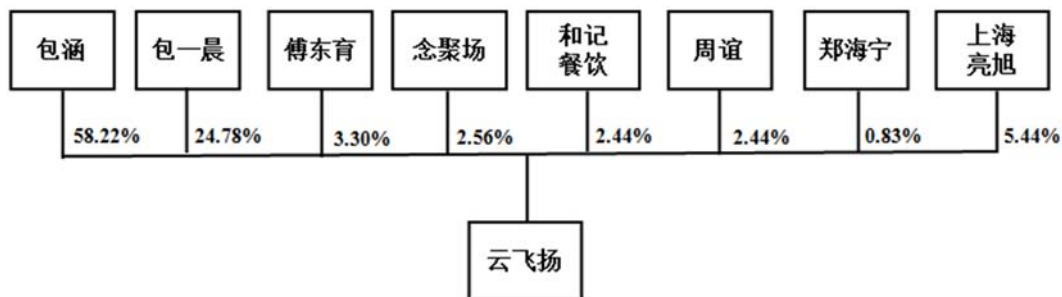 包涵
包一晨
傅东育
念聚场
和记
餐饮
周谊
郑海宁
上海
亮旭
58.22%
24.78%
3.30%
2.56%
2.44%
2.44%
0.83%
5.44%
云飞扬